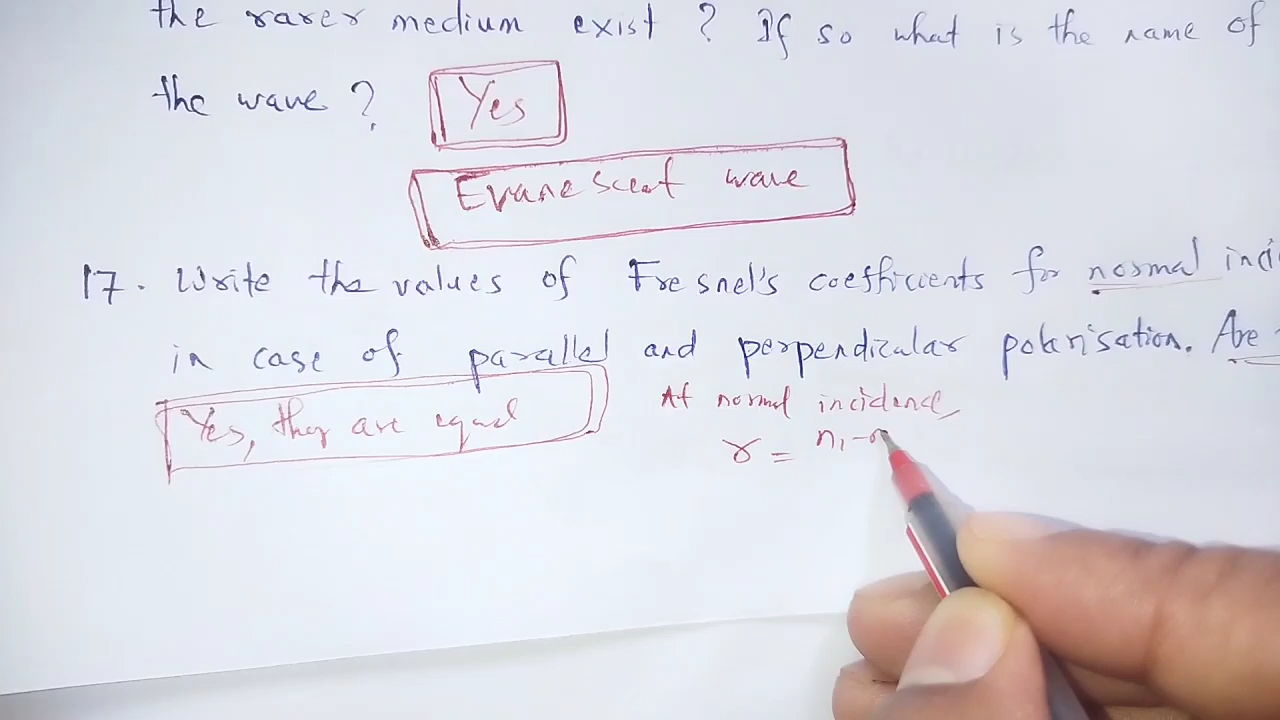 the rarer medium exist ? If so what is the name of
the wave ? Yes
Evanescent wave
17. Write the values of Fresnel's coefficients for normal inci
in case of parallel and perpendicular polarisation. Are
Yes, they are equal
At normal incidence,
r = n₁-